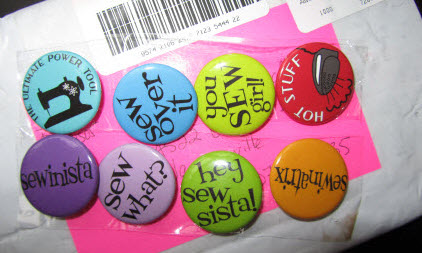 THE ULTIMATE POWER TOOL
sew
over
it
you
SEW
girl!
HOT STUFF
sewinista
sew
what?
hey
sew
sista!
sewinatrix